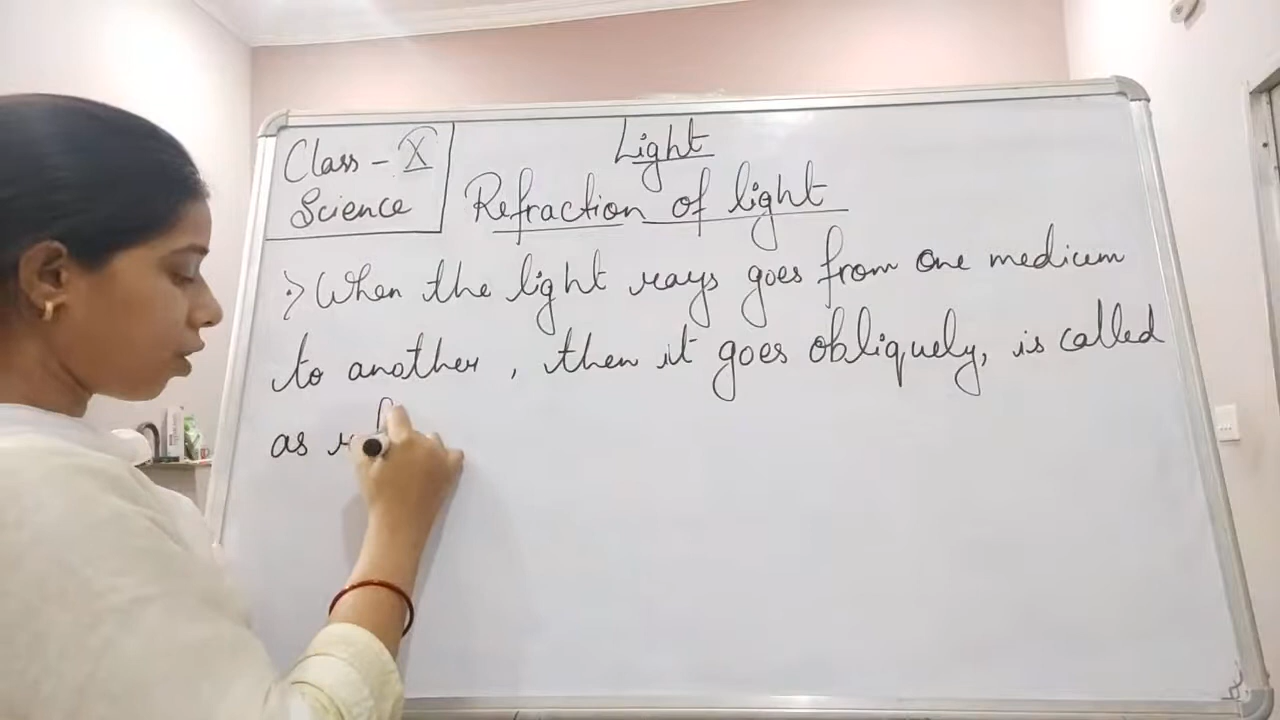 Class - X
Science
Light
Refraction of light
:> When the light rays goes from one medium
to another, then it goes obliquely, is called
as